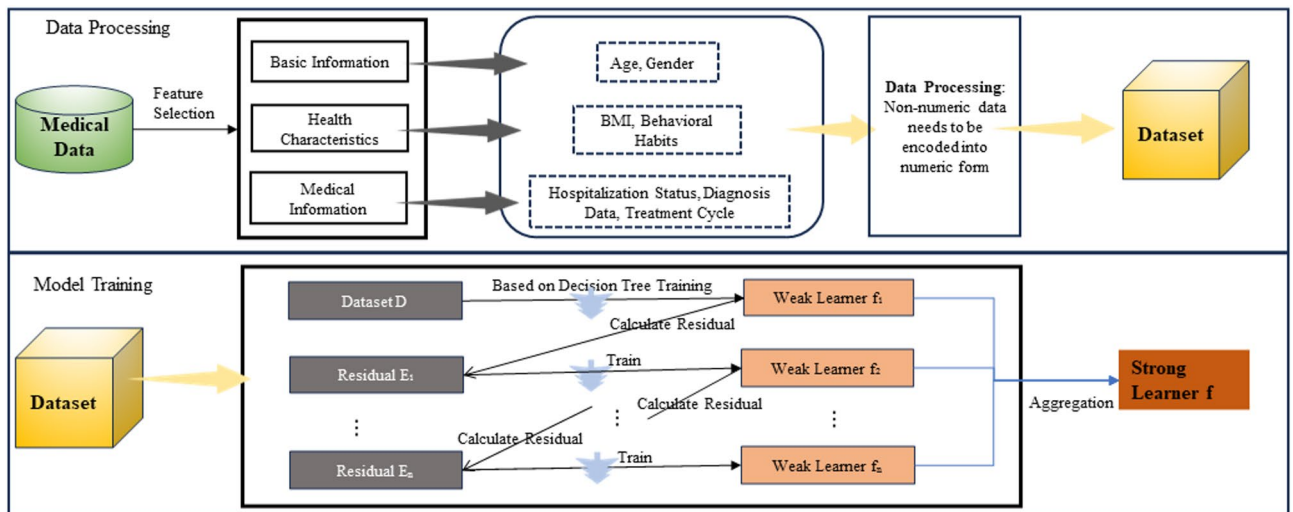 Data Processing
Medical
Data
Feature
Selection
Basic Information
Health
Characteristics
Medical
Information
Age, Gender
BMI, Behavioral
Habits
Hospitalization Status, Diagnosis
Data, Treatment Cycle
Data Processing:
Non-numeric data
needs to be
encoded into
numeric form
Dataset
Model Training
Dataset
Dataset D
Based on Decision Tree Training
Weak Learner f₁
Calculate Residual
Residual E₁
Train
Weak Learner f₂
Calculate Residual
⋮
⋮
⋮
Calculate Residual
Residual Eₙ
Train
Weak Learner fₙ
Aggregation
Strong
Learner f